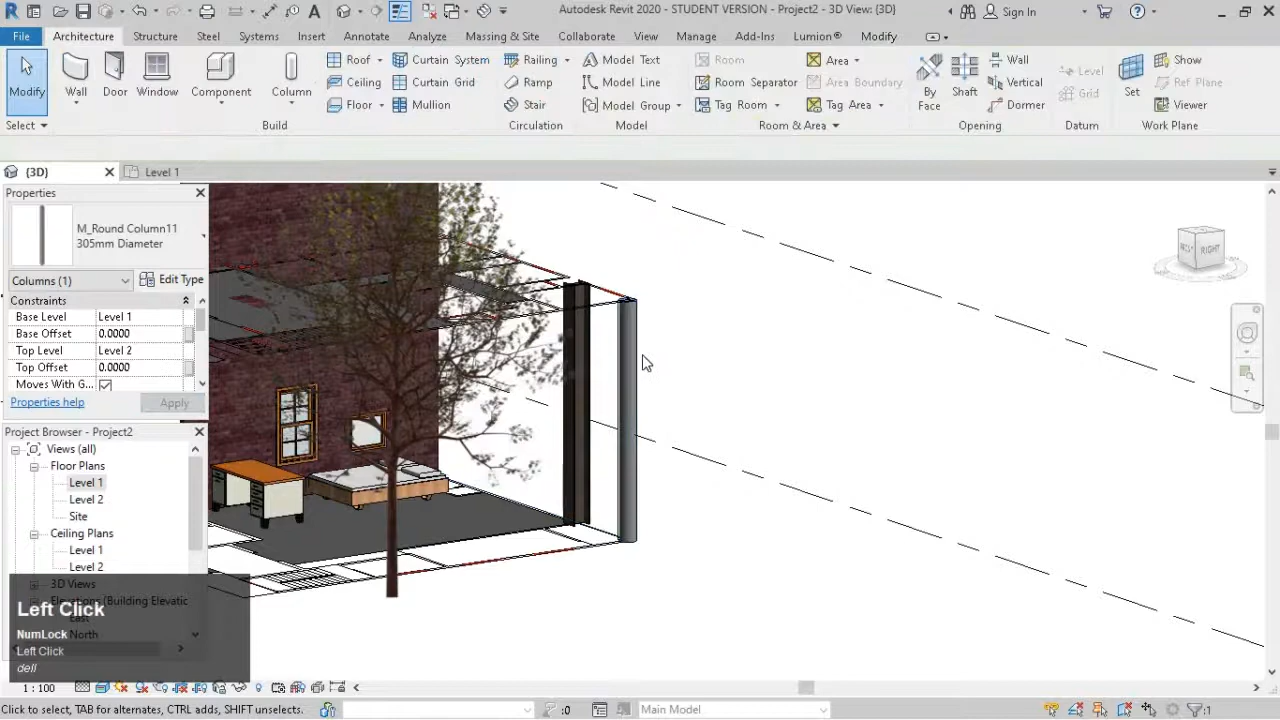 Autodesk Revit 2020 - STUDENT VERSION - Project2 - 3D View: {3D}
Sign In
File Architecture Structure Steel Systems Insert Annotate Analyze Massing & Site Collaborate View Manage Add-Ins Lumion® Modify
Modify Wall Door Window Component Column
Roof Curtain System Railing Model Text Room Area
Ceiling Curtain Grid Ramp Model Line Room Separator Area Boundary
Floor Mullion Stair Model Group Tag Room Tag Area
By Face Shaft Wall Vertical Dormer
Level Grid
Set Show Ref Plane Viewer
Select Build Circulation Model Room & Area Opening Datum Work Plane
{3D} Level 1
Properties
M_Round Column11
305mm Diameter
Columns (1) Edit Type
Constraints
Base Level Level 1
Base Offset 0.0000
Top Level Level 2
Top Offset 0.0000
Moves With G...
Properties help Apply
RIGHT
Project Browser - Project2
Views (all)
Floor Plans
Level 1
Level 2
Site
Ceiling Plans
Level 1
Level 2
3D Views
Elevations (Building Elevatic
East
North
Left Click
NumLock
Left Click
dell
1 : 100
Click to select, TAB for alternates, CTRL adds, SHIFT unselects.
:0
Main Model
:1